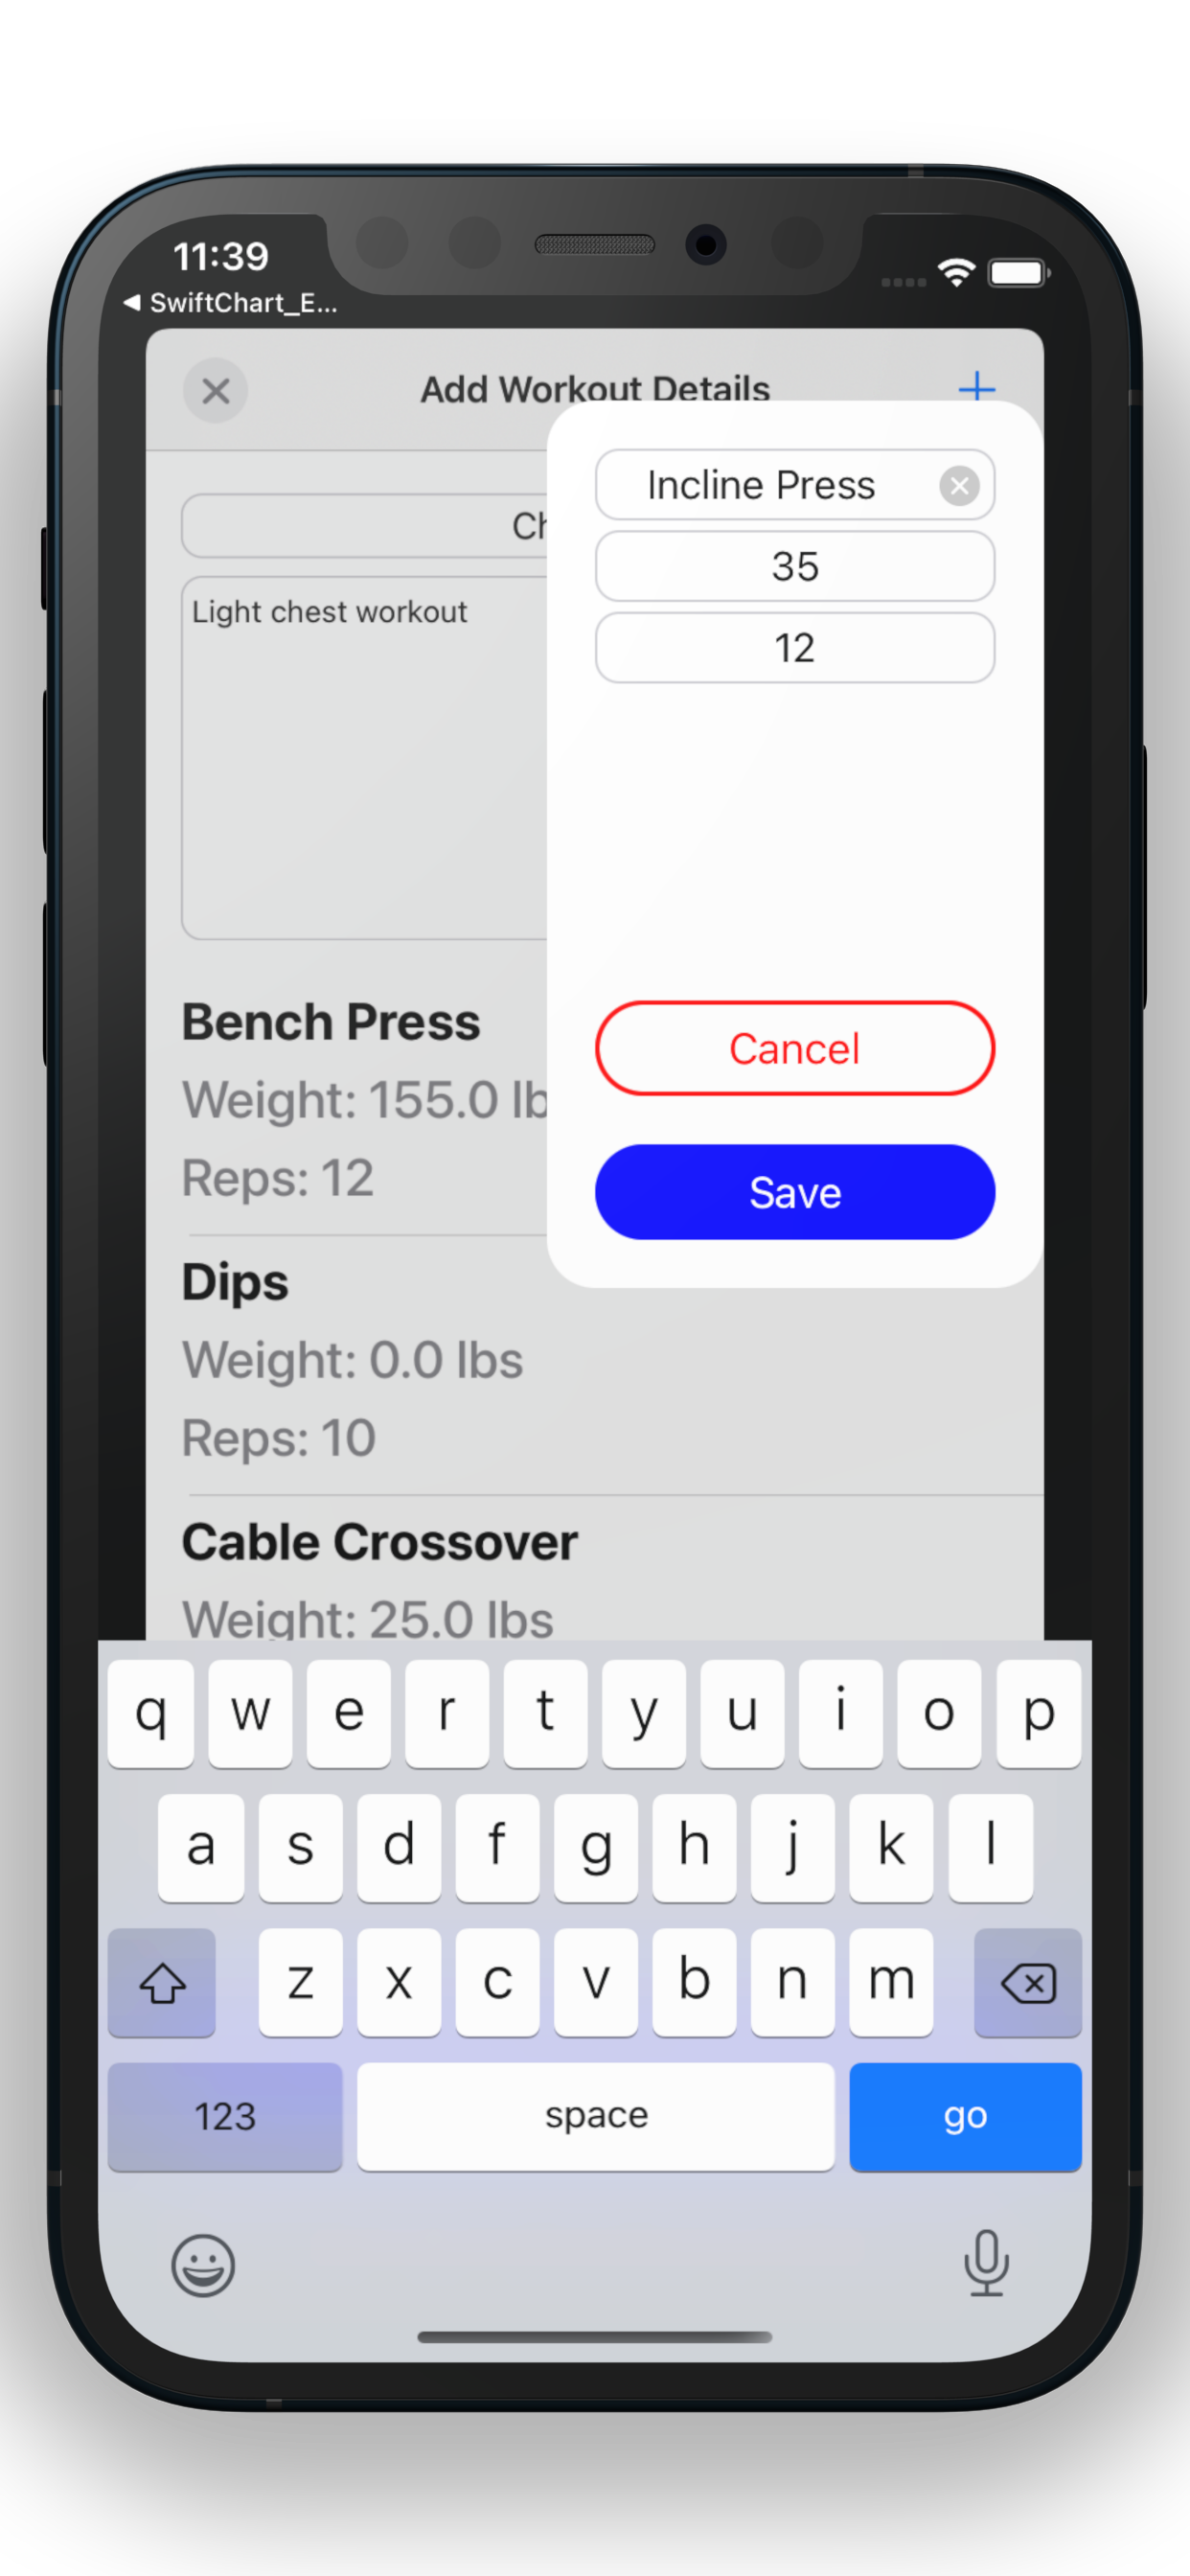 11:39
SwiftChart_E...
Add Workout Details
Ch
Incline Press
35
12
Light chest workout
Cancel
Save
Bench Press
Weight: 155.0 lb
Reps: 12
Dips
Weight: 0.0 lbs
Reps: 10
Cable Crossover
Weight: 25.0 lbs
q w e r t y u i o p
a s d f g h j k l
z x c v b n m
123 space go